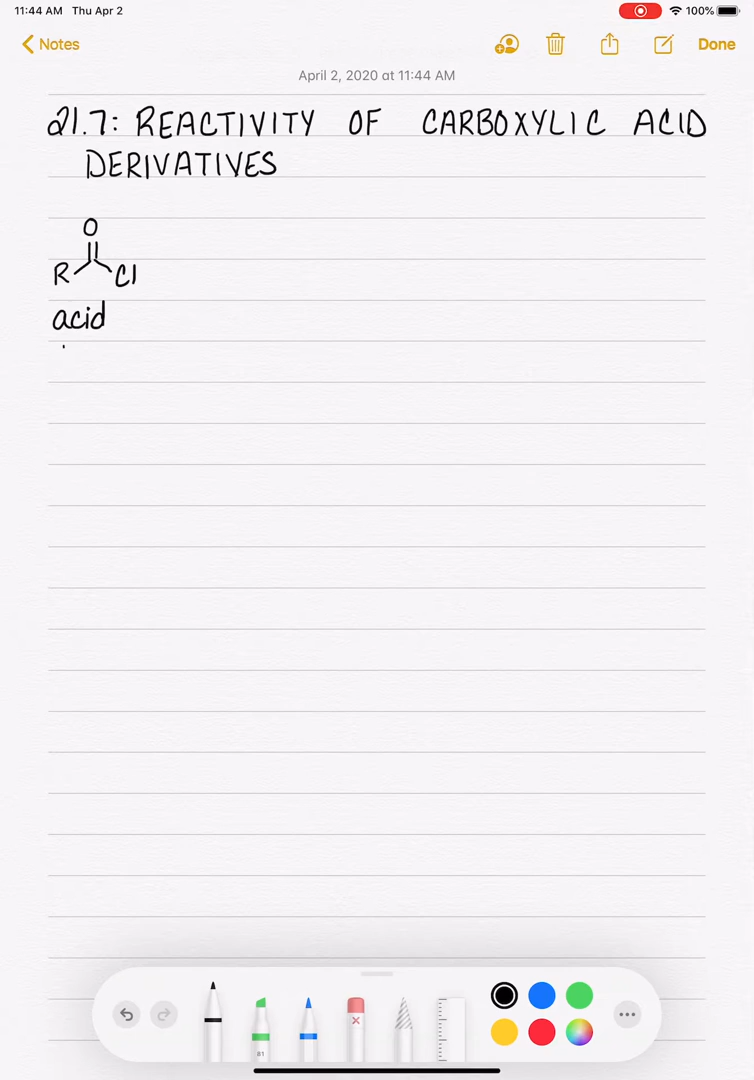 11:44 AM Thu Apr 2
100%
Notes
Done
April 2, 2020 at 11:44 AM
21.7: REACTIVITY OF CARBOXYLIC ACID
DERIVATIVES
O
R Cl
acid
81